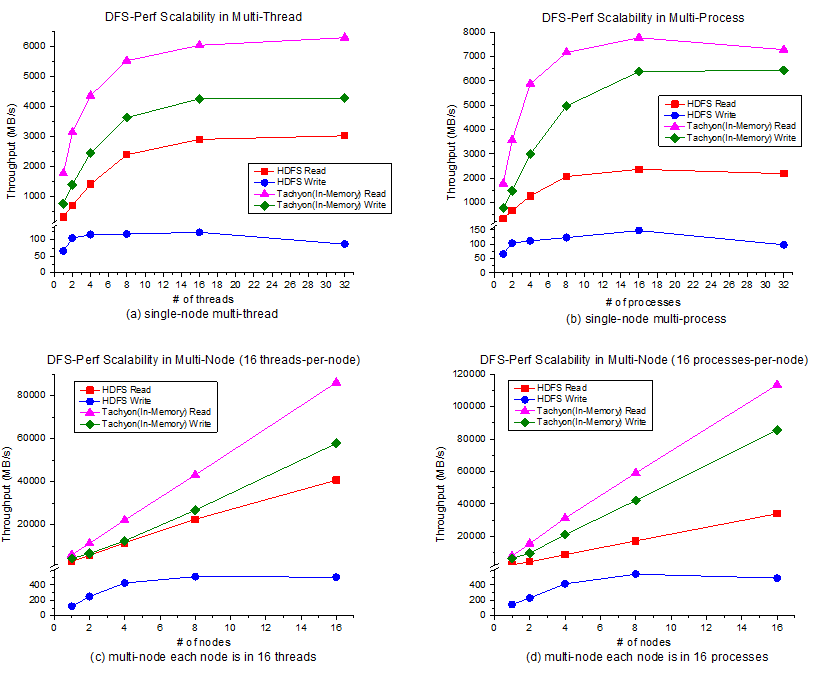 DFS-Perf Scalability in Multi-Thread
Throughput (MB/s)
6000
5000
4000
3000
2000
1000
100
50
0
HDFS Read
HDFS Write
Tachyon(In-Memory) Read
Tachyon(In-Memory) Write
0 2 4 6 8 10 12 14 16 18 20 22 24 26 28 30 32
# of threads
(a) single-node multi-thread
DFS-Perf Scalability in Multi-Process
Throughput (MB/s)
8000
7000
6000
5000
4000
3000
2000
1000
150
100
50
0
HDFS Read
HDFS Write
Tachyon(In-Memory) Read
Tachyon(In-Memory) Write
0 2 4 6 8 10 12 14 16 18 20 22 24 26 28 30 32
# of processes
(b) single-node multi-process
DFS-Perf Scalability in Multi-Node (16 threads-per-node)
Throughput (MB/s)
80000
60000
40000
20000
400
200
0
HDFS Read
HDFS Write
Tachyon(In-Memory) Read
Tachyon(In-Memory) Write
0 2 4 6 8 10 12 14 16
# of nodes
(c) multi-node each node is in 16 threads
DFS-Perf Scalability in Multi-Node (16 processes-per-node)
Throughput (MB/s)
120000
100000
80000
60000
40000
20000
400
200
0
HDFS Read
HDFS Write
Tachyon(In-Memory) Read
Tachyon(In-Memory) Write
0 2 4 6 8 10 12 14 16
# of nodes
(d) multi-node each node is in 16 processes